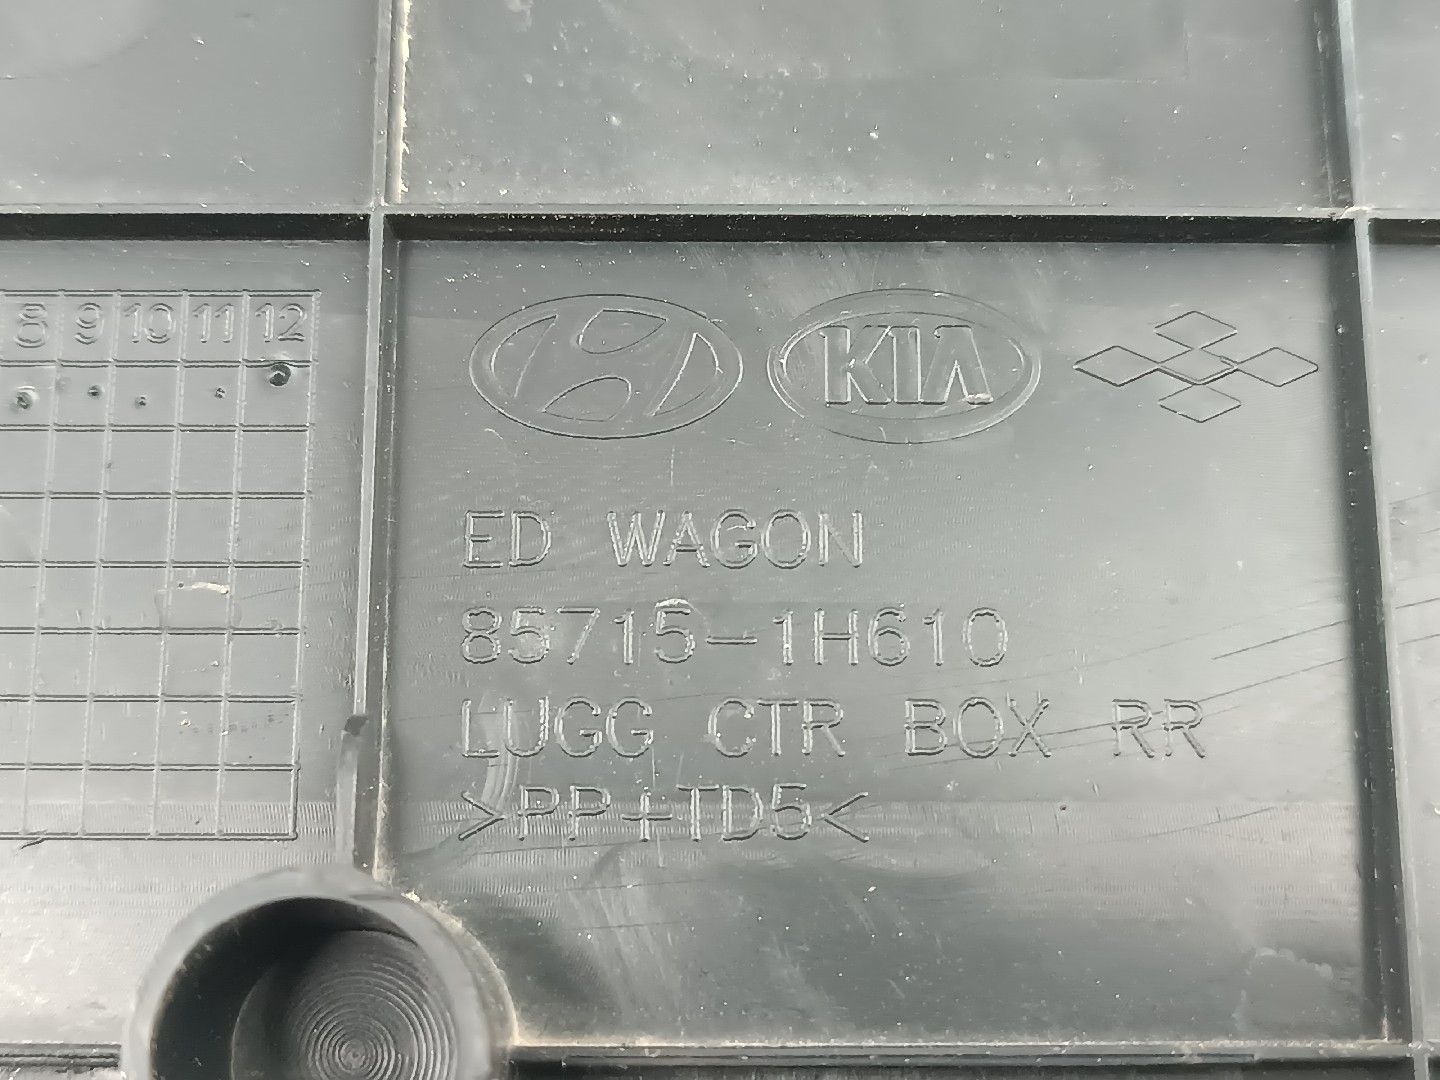 8 9 10 11 12
KIA
ED WAGON
85715-1H610
LUGG CTR BOX RR
>PP+TD5<